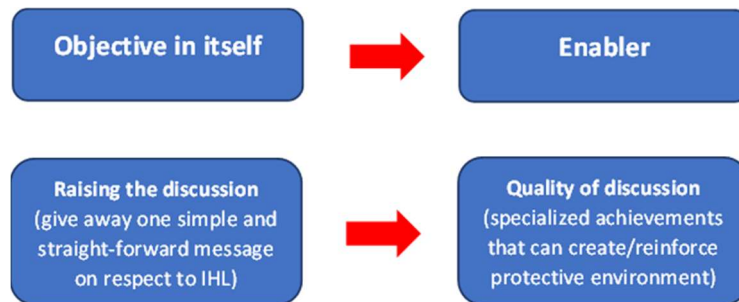 Objective in itself
Enabler
Raising the discussion
(give away one simple and
straight-forward message
on respect to IHL)
Quality of discussion
(specialized achievements
that can create/reinforce
protective environment)